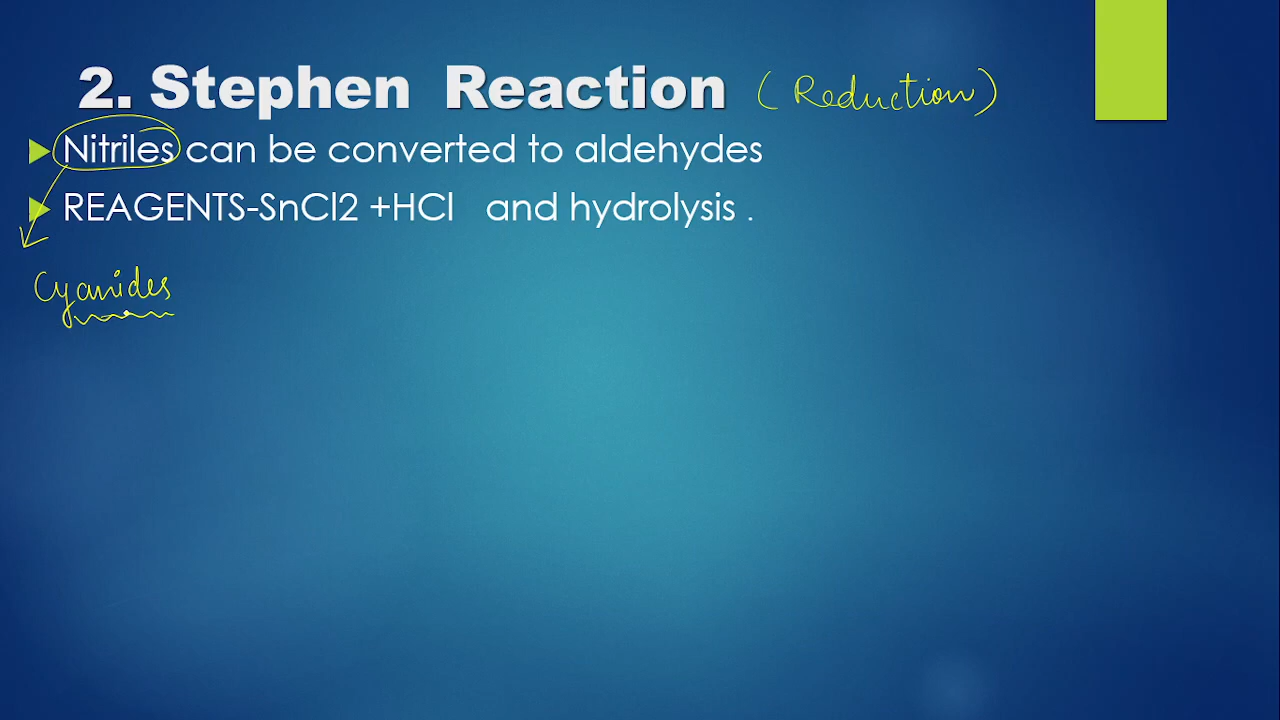 2. Stephen Reaction (Reduction)
Nitriles can be converted to aldehydes
REAGENTS-SnCl2 +HCl and hydrolysis .
Cyanides